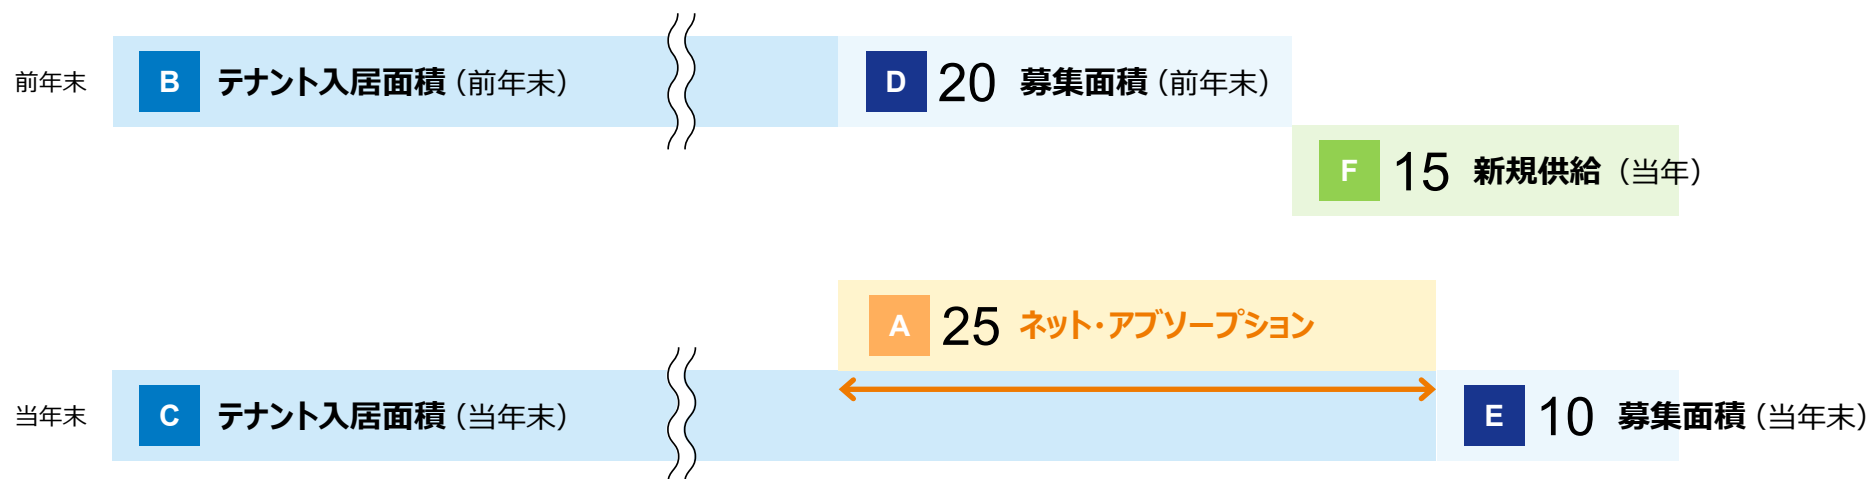 前年末 B テナント入居面積（前年末） D 20 募集面積（前年末）
F 15 新規供給（当年）
A 25 ネット・アブソープション
当年末 C テナント入居面積（当年末） E 10 募集面積（当年末）